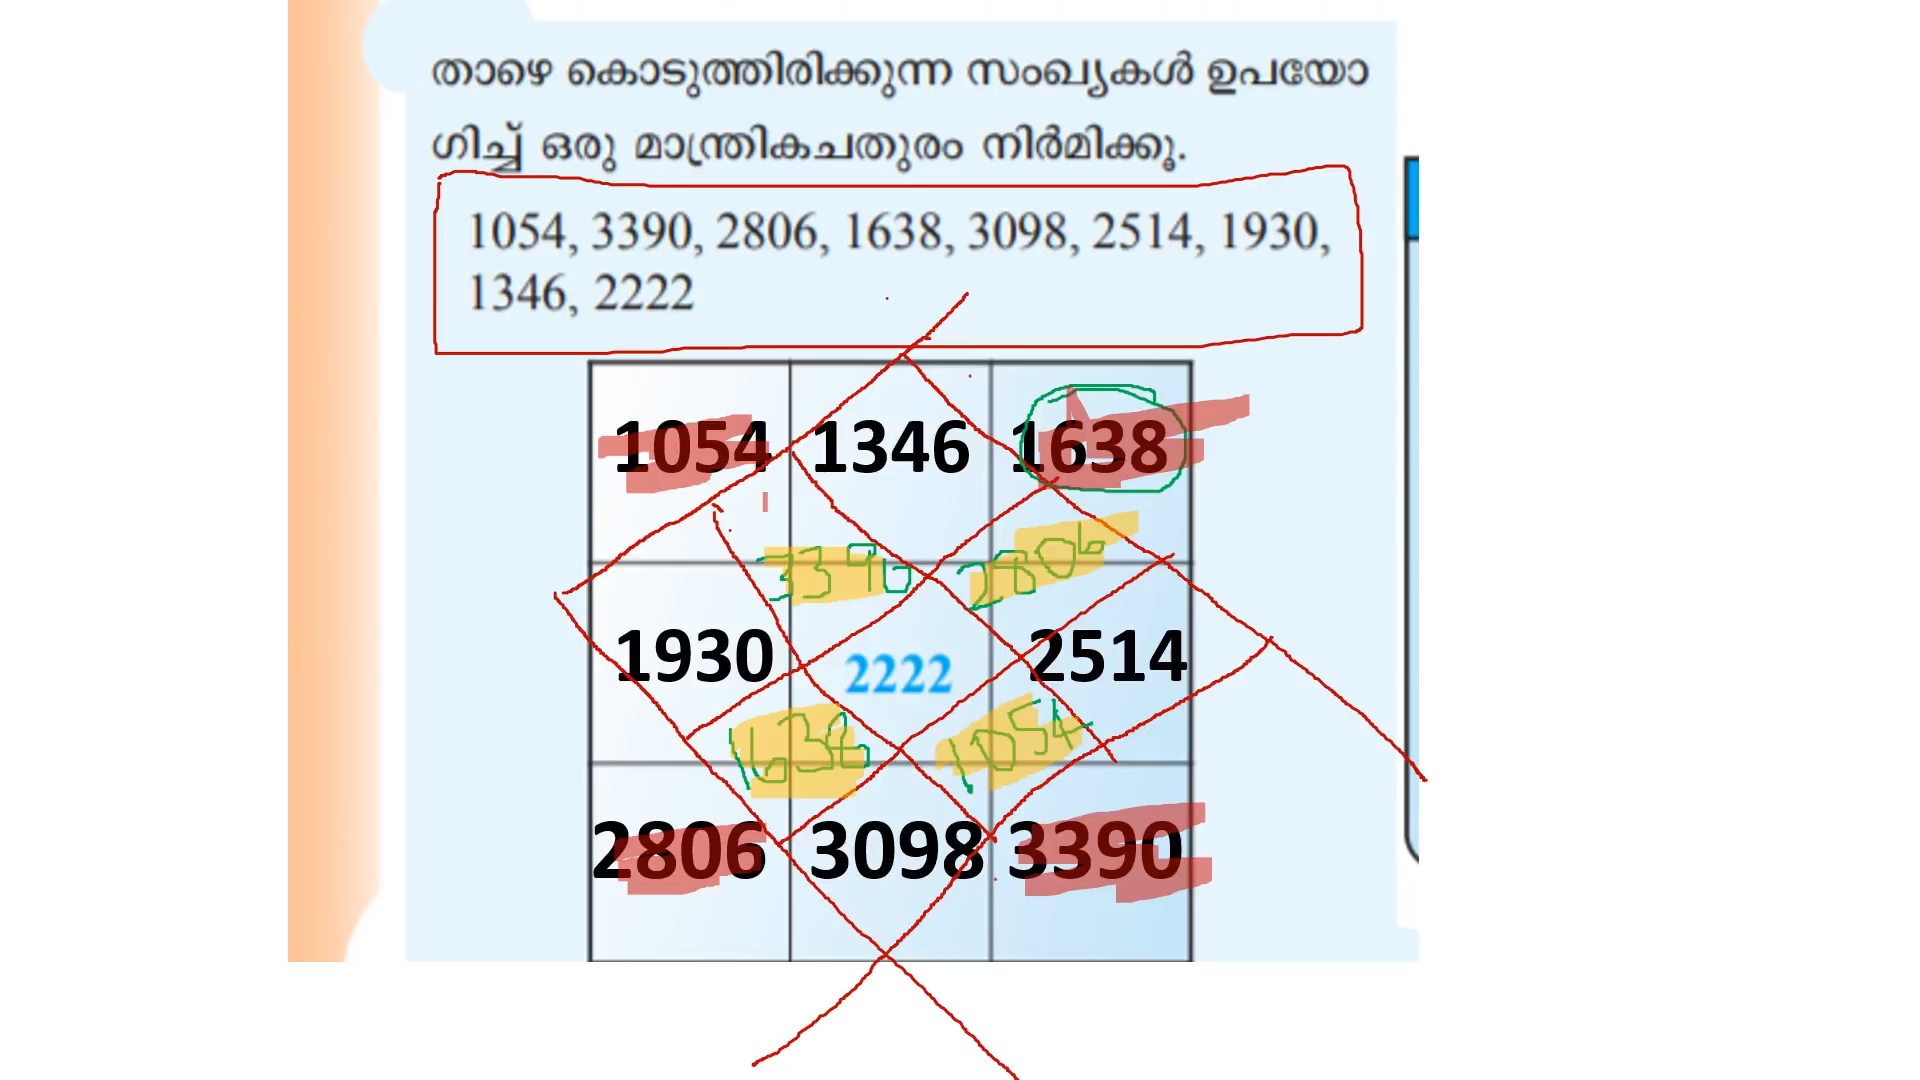 താഴെ കൊടുത്തിരിക്കുന്ന സംഖ്യകൾ ഉപയോ
ഗിച്ച് ഒരു മാന്ത്രികചതുരം നിർമിക്കൂ.
1054, 3390, 2806, 1638, 3098, 2514, 1930,
1346, 2222
1054 1346 1638
3390 2806
1930 2222 2514
1638 1054
2806 3098 3390